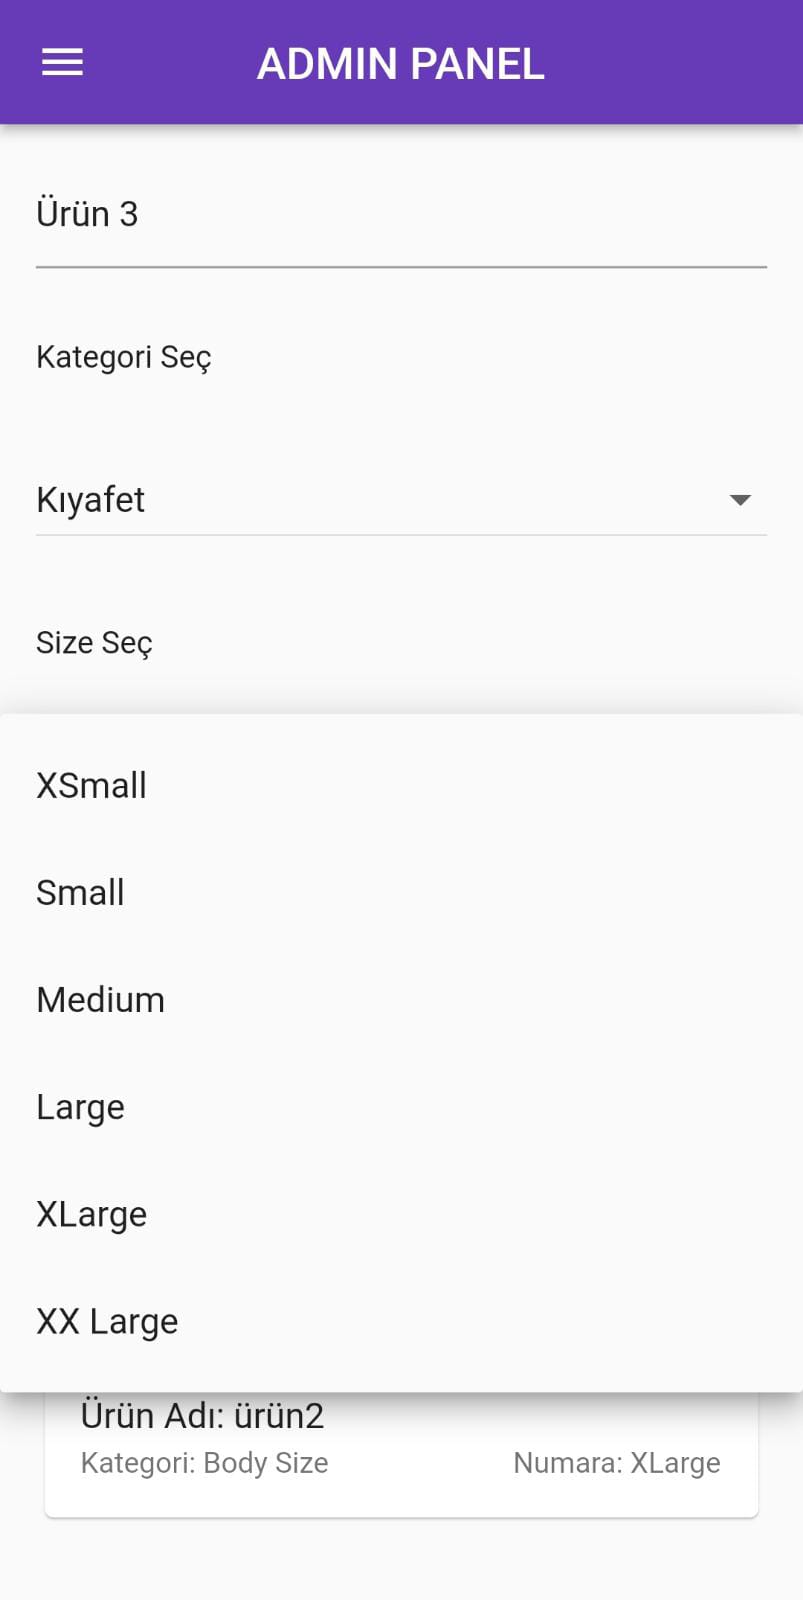 ADMIN PANEL
Ürün 3
Kategori Seç
Kıyafet
Size Seç
XSmall
Small
Medium
Large
XLarge
XX Large
Ürün Adı: ürün2
Kategori: Body Size Numara: XLarge